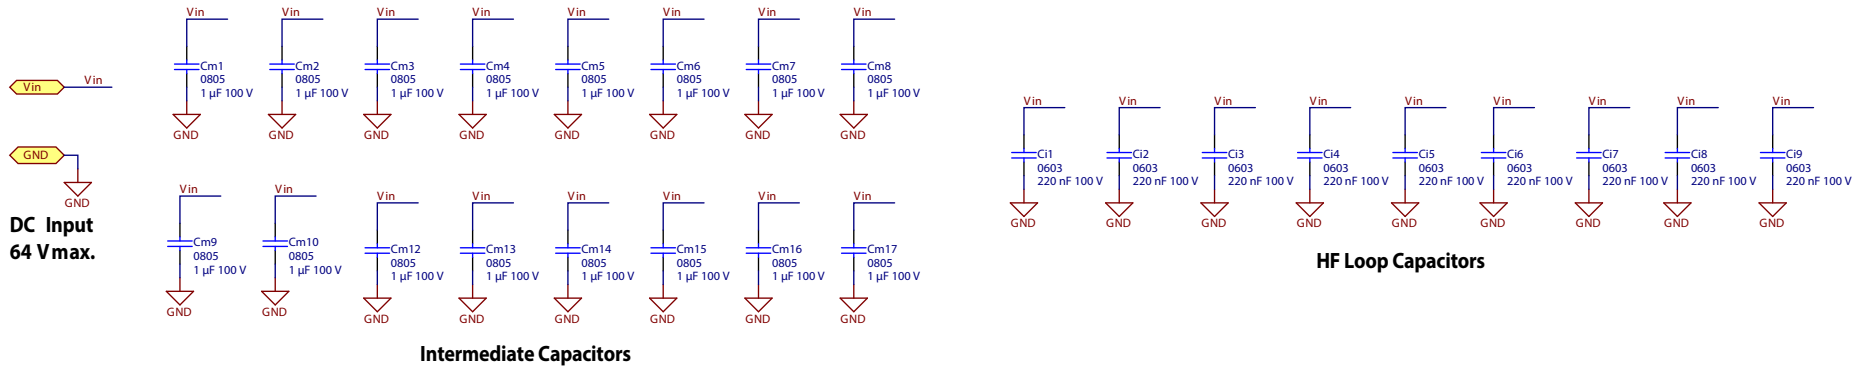 Vin Vin Vin Vin Vin Vin Vin Vin
Cm1 Cm2 Cm3 Cm4 Cm5 Cm6 Cm7 Cm8
0805 0805 0805 0805 0805 0805 0805 0805
1 µF 100 V 1 µF 100 V 1 µF 100 V 1 µF 100 V 1 µF 100 V 1 µF 100 V 1 µF 100 V 1 µF 100 V
GND GND GND GND GND GND GND GND
Vin Vin
GND
GND
DC Input
64 V max.
Vin Vin Vin Vin Vin Vin Vin Vin
Cm9 Cm10 Cm12 Cm13 Cm14 Cm15 Cm16 Cm17
0805 0805 0805 0805 0805 0805 0805 0805
1 µF 100 V 1 µF 100 V 1 µF 100 V 1 µF 100 V 1 µF 100 V 1 µF 100 V 1 µF 100 V 1 µF 100 V
GND GND GND GND GND GND GND GND
Intermediate Capacitors
Vin Vin Vin Vin Vin Vin Vin Vin Vin
Ci1 Ci2 Ci3 Ci4 Ci5 Ci6 Ci7 Ci8 Ci9
0603 0603 0603 0603 0603 0603 0603 0603 0603
220 nF 100 V 220 nF 100 V 220 nF 100 V 220 nF 100 V 220 nF 100 V 220 nF 100 V 220 nF 100 V 220 nF 100 V 220 nF 100 V
GND GND GND GND GND GND GND GND GND
HF Loop Capacitors